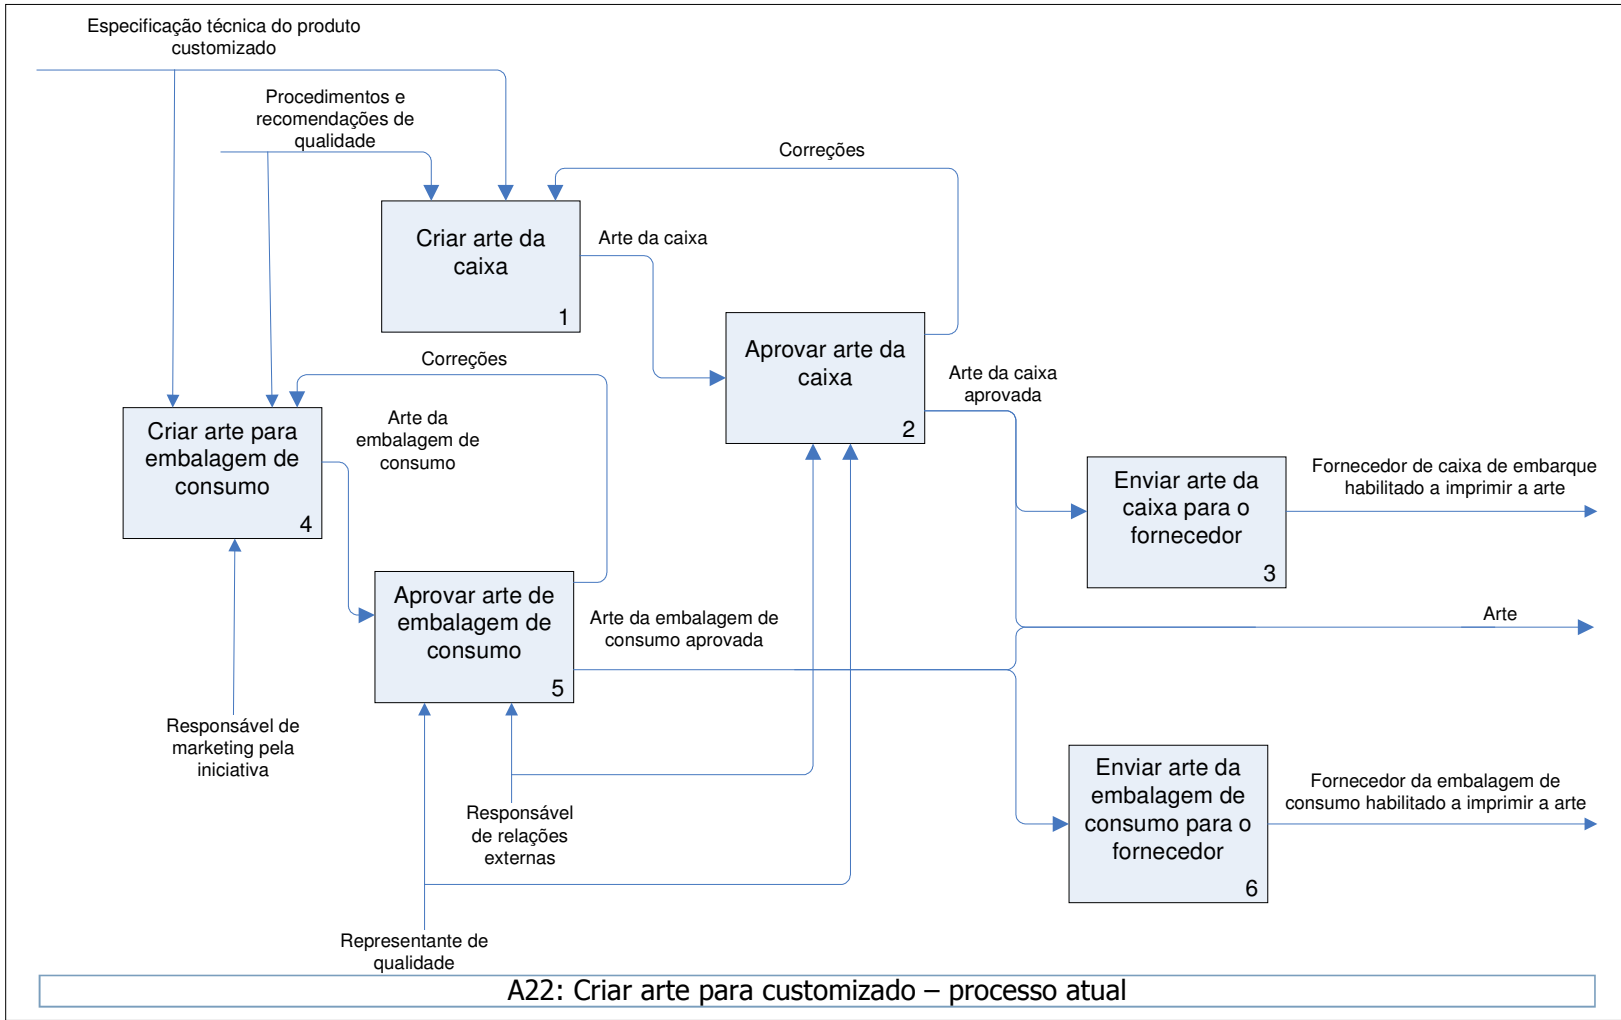 Especificação técnica do produto
customizado
Procedimentos e
recomendações de
qualidade
Correções
Criar arte da
caixa
1
Arte da caixa
Aprovar arte da
caixa
2
Correções
Arte da caixa
aprovada
Criar arte para
embalagem de
consumo
4
Arte da
embalagem de
consumo
Enviar arte da
caixa para o
fornecedor
3
Fornecedor de caixa de embarque
habilitado a imprimir a arte
Aprovar arte de
embalagem de
consumo
5
Arte da embalagem de
consumo aprovada
Arte
Responsável de
marketing pela
iniciativa
Responsável
de relações
externas
Enviar arte da
embalagem de
consumo para o
fornecedor
6
Fornecedor da embalagem de
consumo habilitado a imprimir a arte
Representante de
qualidade
A22: Criar arte para customizado – processo atual